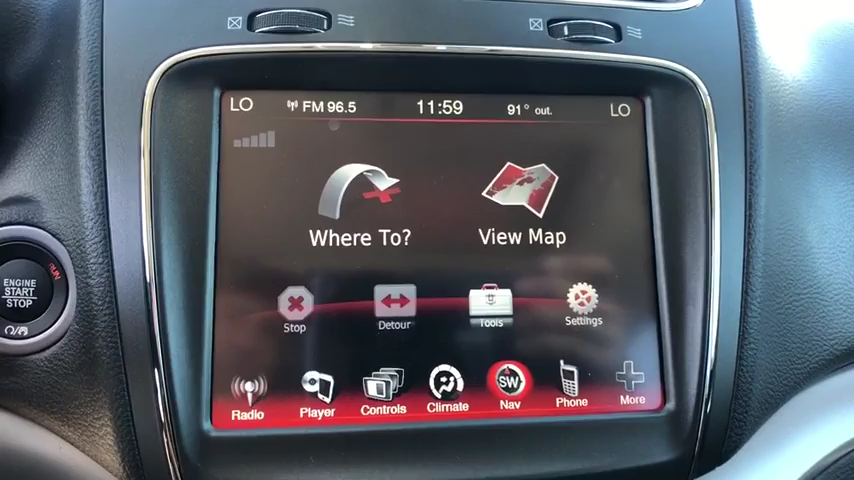 LO FM 96.5 11:59 91° out. LO
Where To? View Map
ENGINE
START
STOP
RUN
Stop Detour Tools Settings
SW
Radio Player Controls Climate Nav Phone More